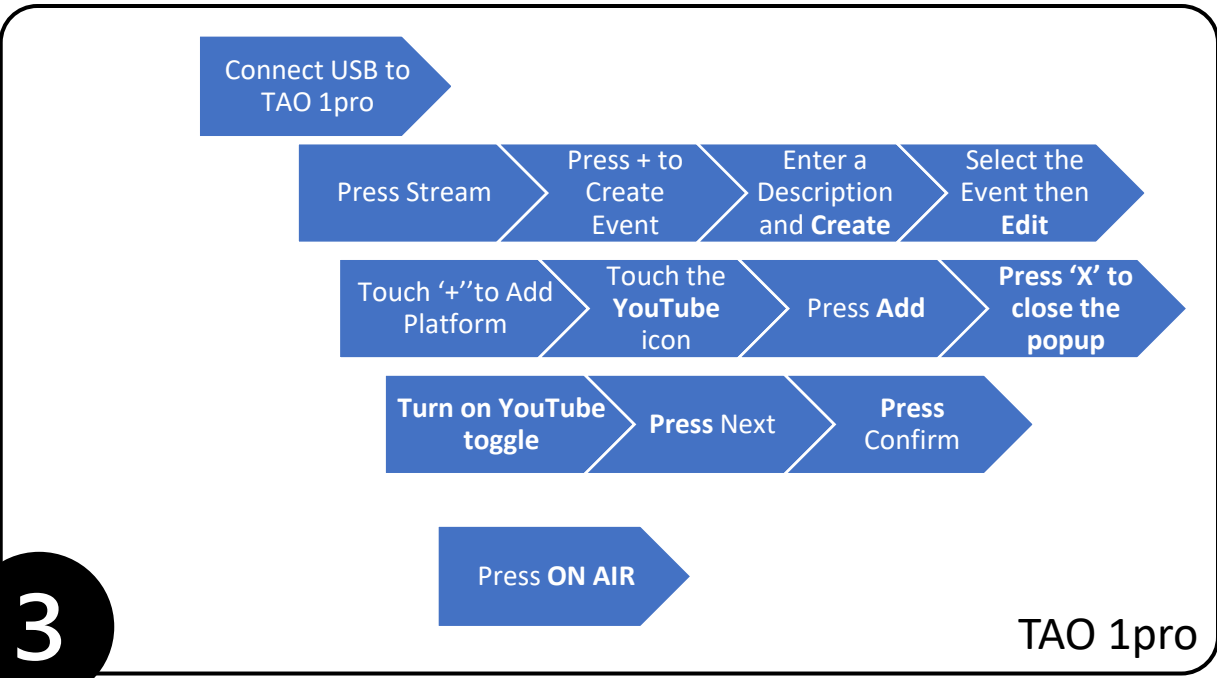 Connect USB to
TAO 1pro
Press Stream
Press + to
Create
Event
Enter a
Description
and Create
Select the
Event then
Edit
Touch ‘+’'to Add
Platform
Touch the
YouTube
icon
Press Add
Press ‘X’ to
close the
popup
Turn on YouTube
toggle
Press Next
Press
Confirm
Press ON AIR
3
TAO 1pro